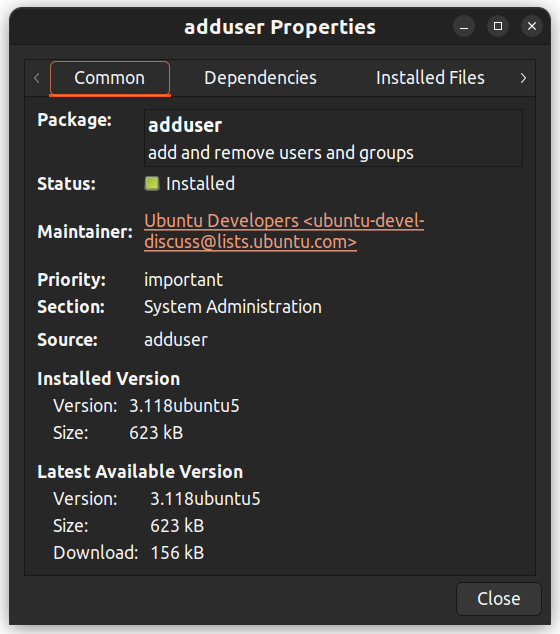 adduser Properties
Common Dependencies Installed Files
Package: adduser
add and remove users and groups
Status: Installed
Maintainer: Ubuntu Developers <ubuntu-devel-
discuss@lists.ubuntu.com>
Priority: important
Section: System Administration
Source: adduser
Installed Version
Version: 3.118ubuntu5
Size: 623 kB
Latest Available Version
Version: 3.118ubuntu5
Size: 623 kB
Download: 156 kB
Close